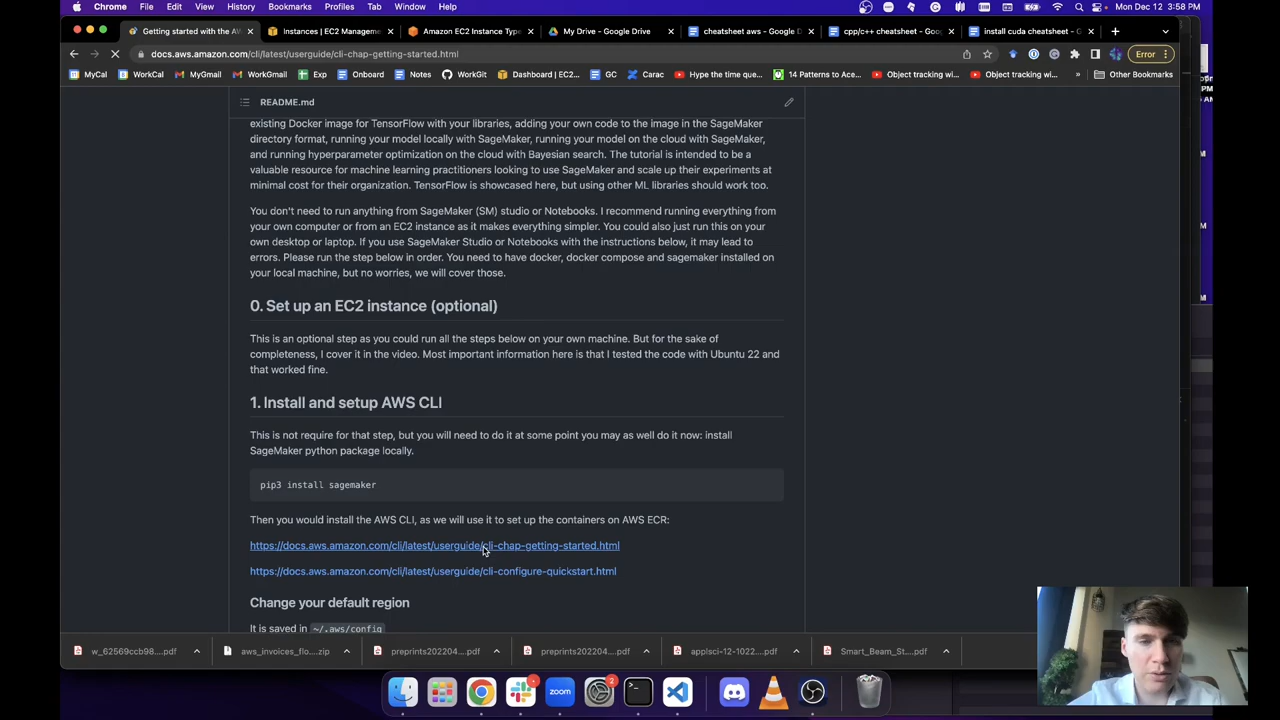 Chrome File Edit View History Bookmarks Profiles Tab Window Help Mon Dec 12 3:58 PM
Getting started with the AW Instances | EC2 Manageme Amazon EC2 Instance Type My Drive - Google Drive cheatsheet aws - Google D cpp/c++ cheatsheet - Goog install cuda cheatsheet - G
docs.aws.amazon.com/cli/latest/userguide/cli-chap-getting-started.html Error
MyCal WorkCal MyGmail WorkGmail Exp Onboard Notes WorkGit Dashboard | EC2... GC Carac Hype the time que... 14 Patterns to Ace... Object tracking wi... Object tracking wi... » Other Bookmarks
README.md
existing Docker image for TensorFlow with your libraries, adding your own code to the image in the SageMaker
directory format, running your model locally with SageMaker, running your model on the cloud with SageMaker,
and running hyperparameter optimization on the cloud with Bayesian search. The tutorial is intended to be a
valuable resource for machine learning practitioners looking to use SageMaker and scale up their experiments at
minimal cost for their organization. TensorFlow is showcased here, but using other ML libraries should work too.
You don't need to run anything from SageMaker (SM) studio or Notebooks. I recommend running everything from
your own computer or from an EC2 instance as it makes everything simpler. You could also just run this on your
own desktop or laptop. If you use SageMaker Studio or Notebooks with the instructions below, it may lead to
errors. Please run the step below in order. You need to have docker, docker compose and sagemaker installed on
your local machine, but no worries, we will cover those.
0. Set up an EC2 instance (optional)
This is an optional step as you could run all the steps below on your own machine. But for the sake of
completeness, I cover it in the video. Most important information here is that I tested the code with Ubuntu 22 and
that worked fine.
1. Install and setup AWS CLI
This is not require for that step, but you will need to do it at some point you may as well do it now: install
SageMaker python package locally.
pip3 install sagemaker
Then you would install the AWS CLI, as we will use it to set up the containers on AWS ECR:
https://docs.aws.amazon.com/cli/latest/userguide/cli-chap-getting-started.html
https://docs.aws.amazon.com/cli/latest/userguide/cli-configure-quickstart.html
Change your default region
It is saved in ~/.aws/config
w_62569ccb98....pdf aws_invoices_flo....zip preprints202204....pdf preprints202204....pdf applsci-12-1022....pdf Smart_Beam_St....pdf
2
zoom